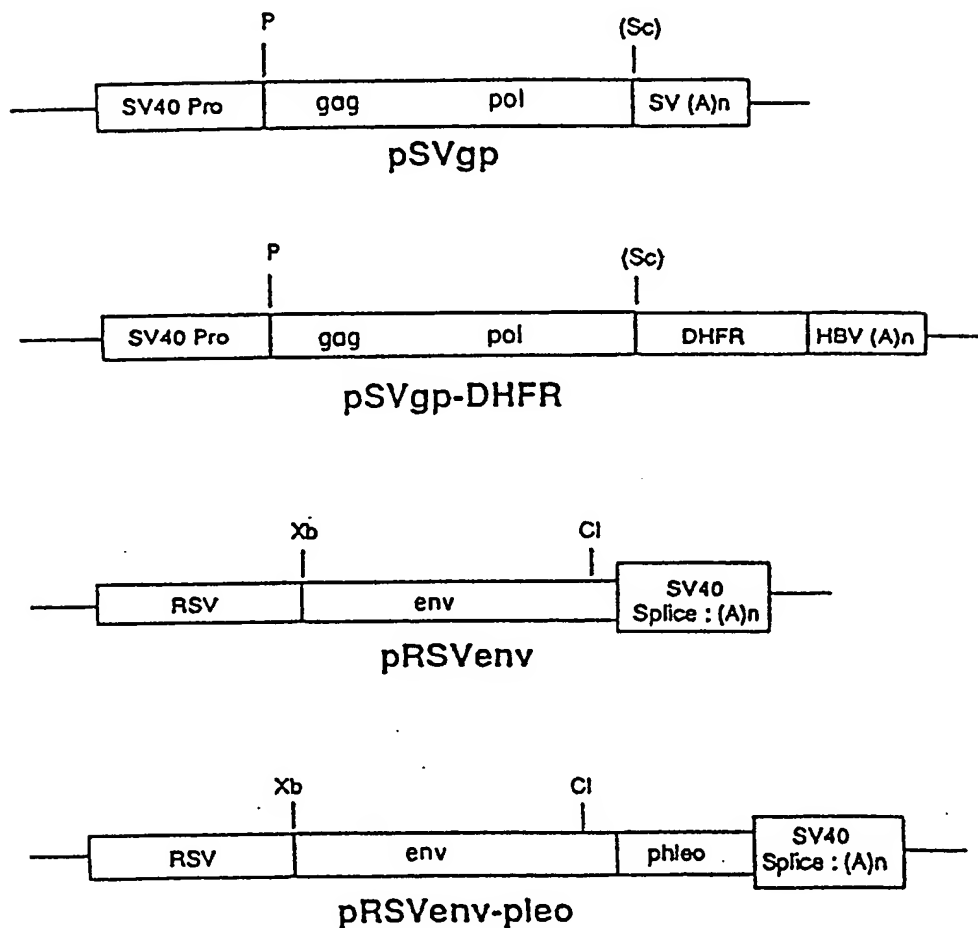 P (Sc)
SV40 Pro gag pol SV (A)n
pSVgp
P (Sc)
SV40 Pro gag pol DHFR HBV (A)n
pSVgp-DHFR
Xb Cl
RSV env SV40
Splice : (A)n
pRSVenv
Xb Cl
RSV env phleo SV40
Splice : (A)n
pRSVenv-pleo